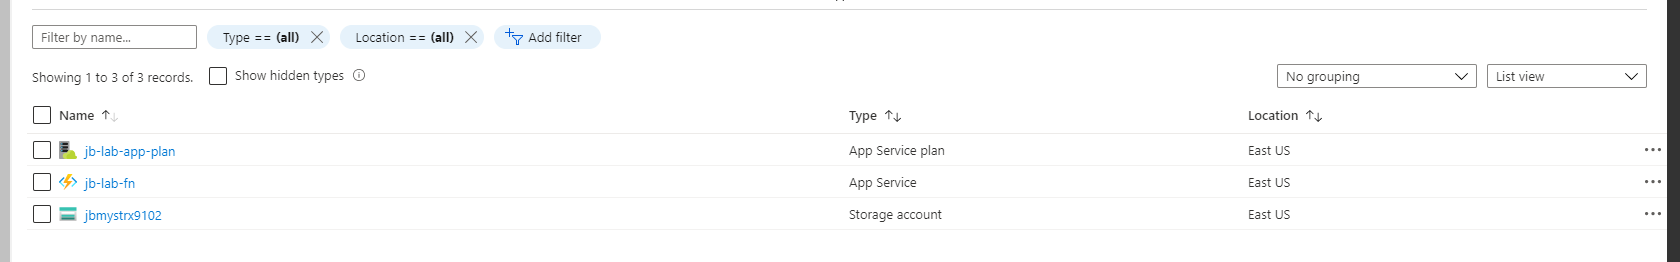 Filter by name...
Type == (all)
Location == (all)
Add filter
Showing 1 to 3 of 3 records.
Show hidden types
No grouping
List view
Name
Type
Location
jb-lab-app-plan
App Service plan
East US
jb-lab-fn
App Service
East US
jbmystrx9102
Storage account
East US